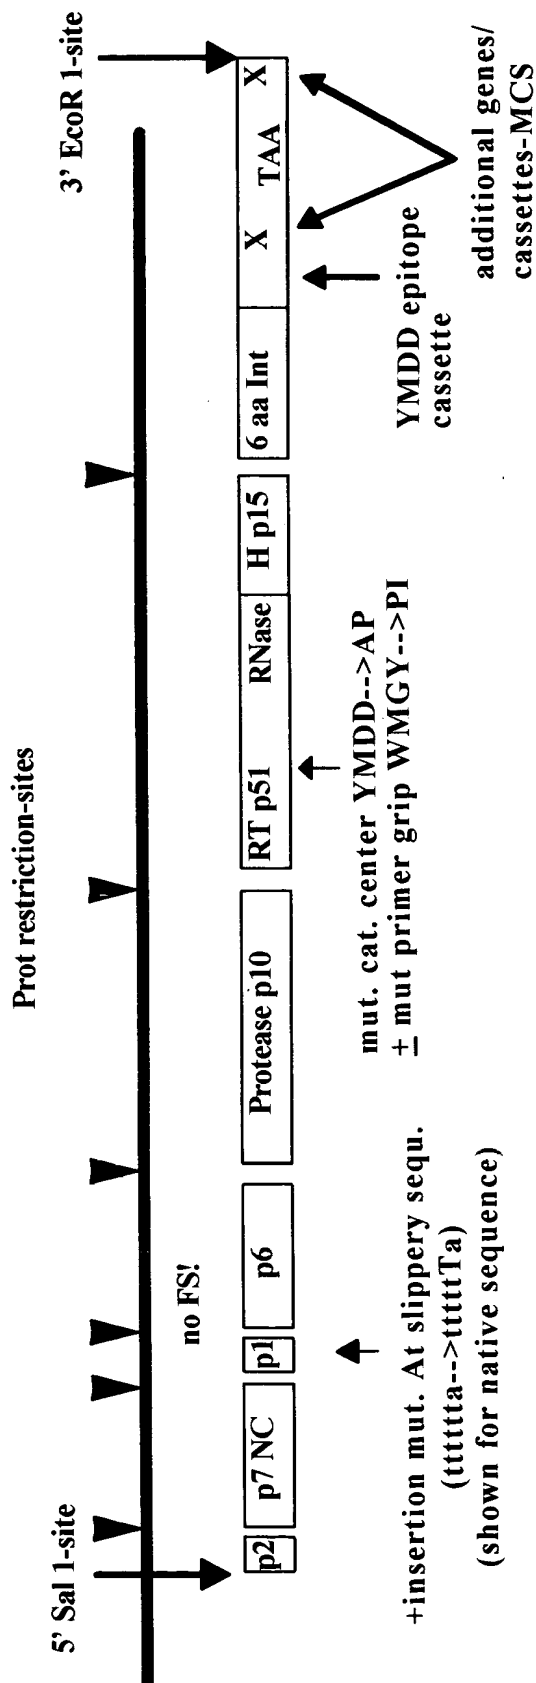 Prot restriction-sites
5' Sal 1-site
3' EcoR 1-site
no FS!
p2
p7 NC
p1
p6
Protease p10
RT p51
RNase
H p15
6 aa Int
X
TAA
X
+insertion mut. At slippery sequ.
(tttttta-->tttttTa)
(shown for native sequence)
mut. cat. center YMDD-->AP
± mut primer grip WMGY-->PI
YMDD epitope
cassette
additional genes/
cassettes-MCS